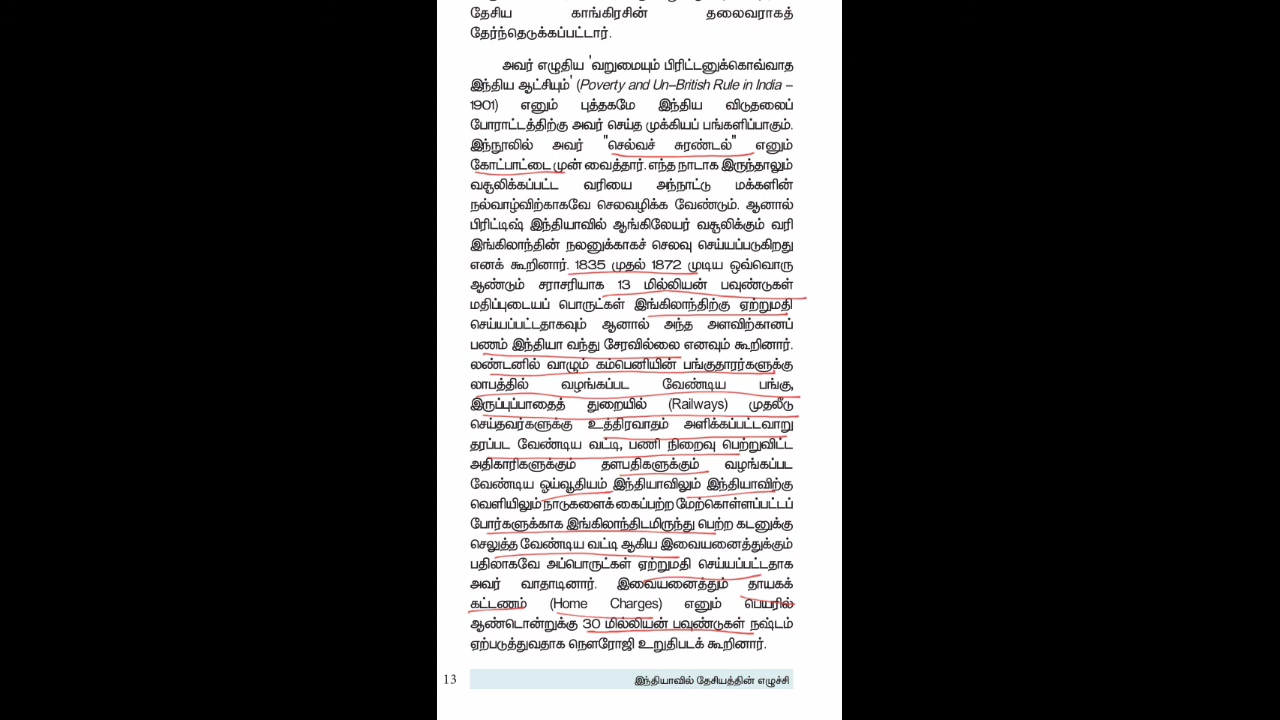 தேசிய காங்கிரசின் தலைவராகத்
தேர்ந்தெடுக்கப்பட்டார்.
அவர் எழுதிய 'வறுமையும் பிரிட்டனுக்கொவ்வாத
இந்திய ஆட்சியும்' (Poverty and Un–British Rule in India –
1901) எனும் புத்தகமே இந்திய விடுதலைப்
போராட்டத்திற்கு அவர் செய்த முக்கியப் பங்களிப்பாகும்.
இந்நூலில் அவர் "செல்வச் சுரண்டல்" எனும்
கோட்பாட்டை முன் வைத்தார். எந்த நாடாக இருந்தாலும்
வசூலிக்கப்பட்ட வரியை அந்நாட்டு மக்களின்
நல்வாழ்விற்காகவே செலவழிக்க வேண்டும். ஆனால்
பிரிட்டிஷ் இந்தியாவில் ஆங்கிலேயர் வசூலிக்கும் வரி
இங்கிலாந்தின் நலனுக்காகச் செலவு செய்யப்படுகிறது
எனக் கூறினார். 1835 முதல் 1872 முடிய ஒவ்வொரு
ஆண்டும் சராசரியாக 13 மில்லியன் பவுண்டுகள்
மதிப்புடையப் பொருட்கள் இங்கிலாந்திற்கு ஏற்றுமதி
செய்யப்பட்டதாகவும் ஆனால் அந்த அளவிற்கானப்
பணம் இந்தியா வந்து சேரவில்லை எனவும் கூறினார்.
லண்டனில் வாழும் கம்பெனியின் பங்குதாரர்களுக்கு
லாபத்தில் வழங்கப்பட வேண்டிய பங்கு,
இருப்புப்பாதைத் துறையில் (Railways) முதலீடு
செய்தவர்களுக்கு உத்திரவாதம் அளிக்கப்பட்டவாறு
தரப்பட வேண்டிய வட்டி, பணி நிறைவு பெற்றுவிட்ட
அதிகாரிகளுக்கும் தளபதிகளுக்கும் வழங்கப்பட
வேண்டிய ஓய்வூதியம் இந்தியாவிலும் இந்தியாவிற்கு
வெளியிலும் நாடுகளைக் கைப்பற்ற மேற்கொள்ளப்பட்டப்
போர்களுக்காக இங்கிலாந்திடமிருந்து பெற்ற கடனுக்கு
செலுத்த வேண்டிய வட்டி ஆகிய இவையனைத்துக்கும்
பதிலாகவே அப்பொருட்கள் ஏற்றுமதி செய்யப்பட்டதாக
அவர் வாதாடினார். இவையனைத்தும் தாயகக்
கட்டணம் (Home Charges) எனும் பெயரில்
ஆண்டொன்றுக்கு 30 மில்லியன் பவுண்டுகள் நஷ்டம்
ஏற்படுத்துவதாக நௌரோஜி உறுதிபடக் கூறினார்.
13 இந்தியாவில் தேசியத்தின் எழுச்சி